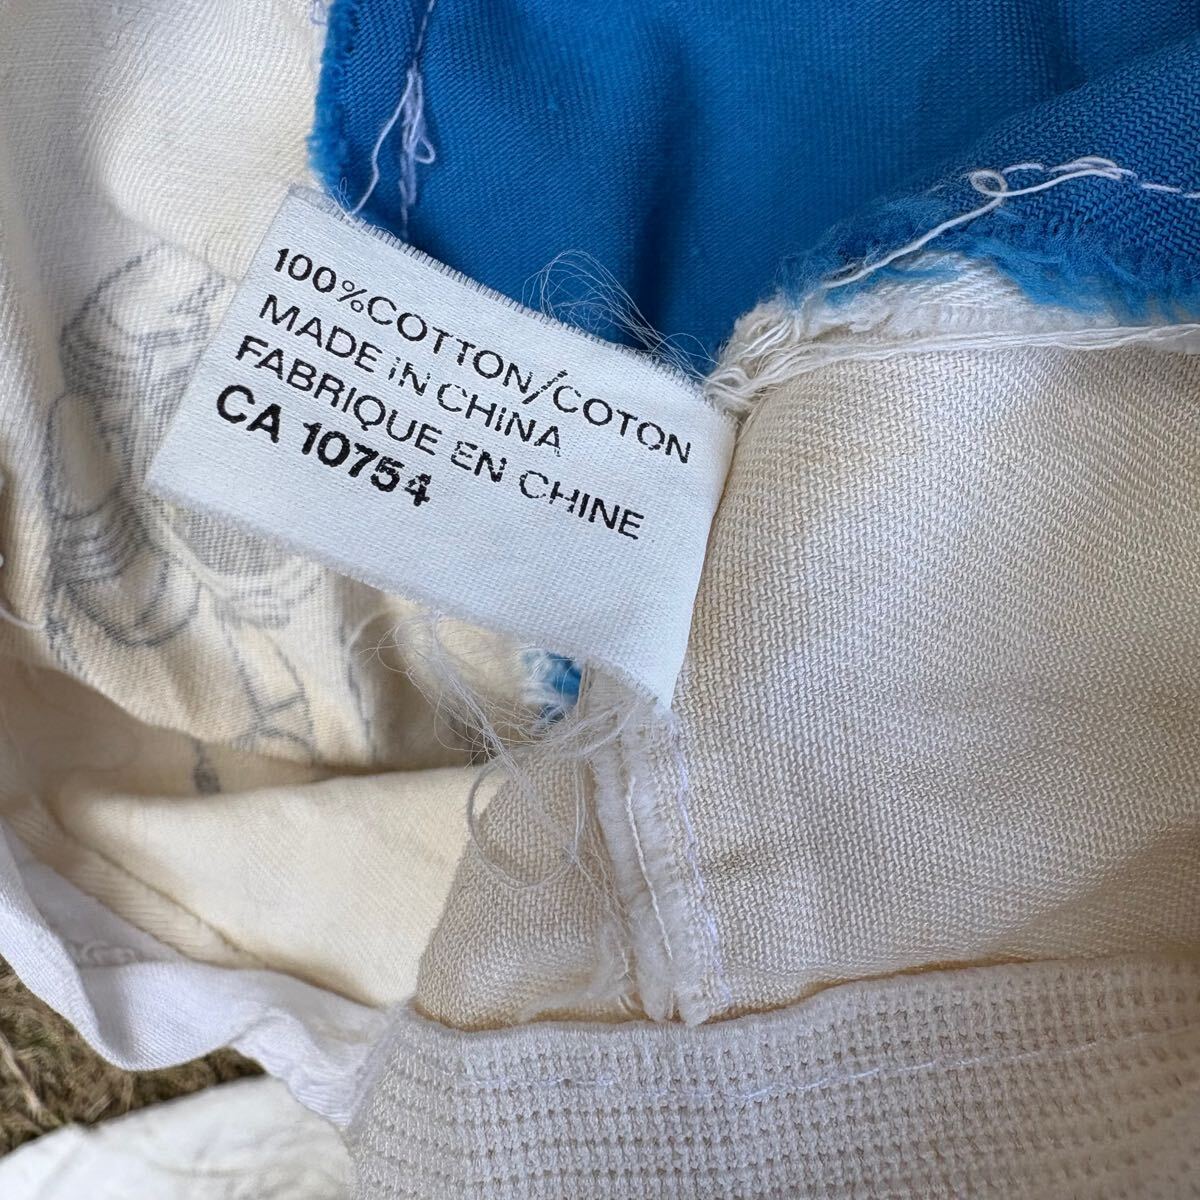 100%COTTON/COTON
MADE IN CHINA
FABRIQUE EN CHINE
CA 10754